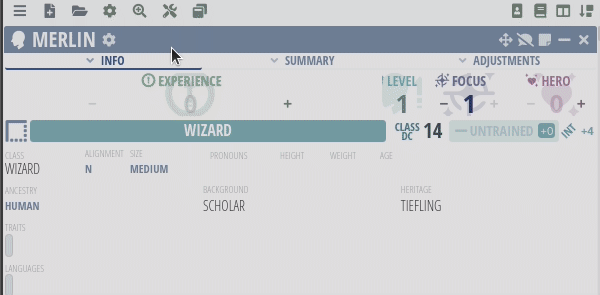 MERLIN
INFO
SUMMARY
ADJUSTMENTS
EXPERIENCE
LEVEL
FOCUS
HERO
− 0 +
1
− 1 +
− 0 +
WIZARD
CLASS DC 14
UNTRAINED +0
INT +4
CLASS
ALIGNMENT
SIZE
PRONOUNS
HEIGHT
WEIGHT
AGE
WIZARD
N
MEDIUM
ANCESTRY
BACKGROUND
HERITAGE
HUMAN
SCHOLAR
TIEFLING
TRAITS
LANGUAGES